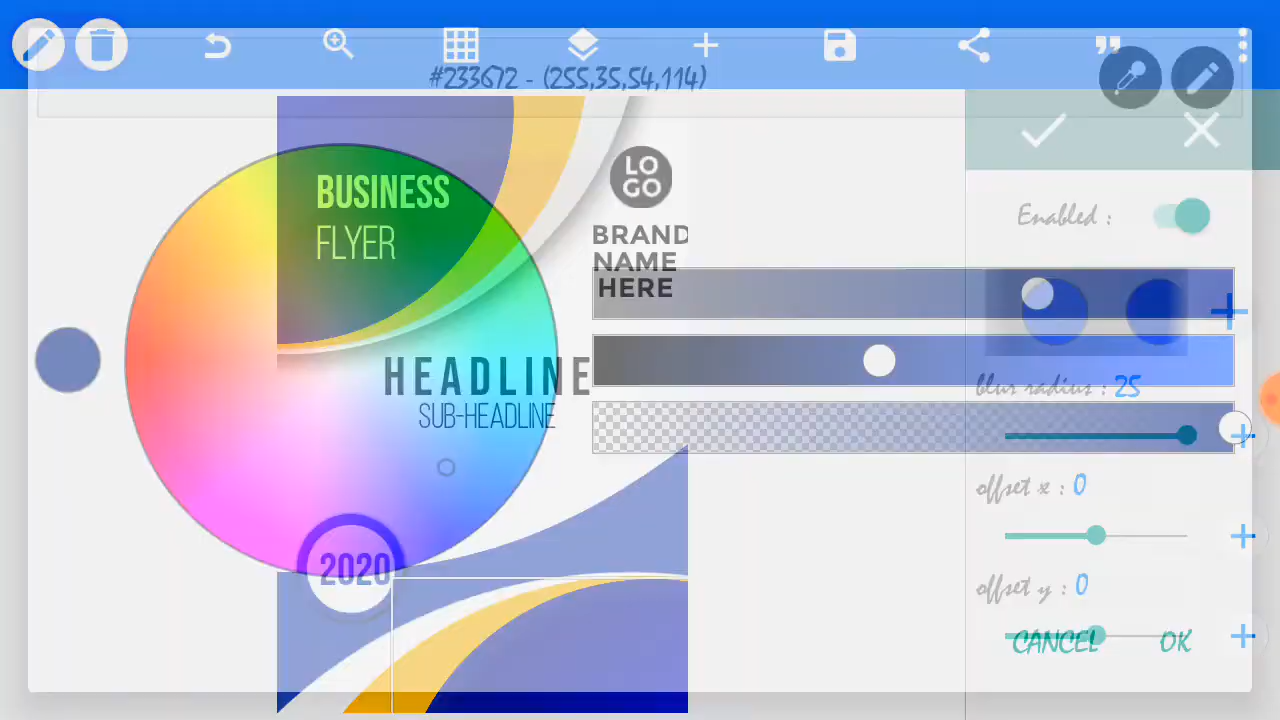 #233672 - (255,35,54,114)
BUSINESS
FLYER
LO
GO
BRAND
NAME
HERE
Enabled :
HEADLINE
SUB-HEADLINE
blur radius : 25
offset x : 0
2020
offset y : 0
CANCEL OK